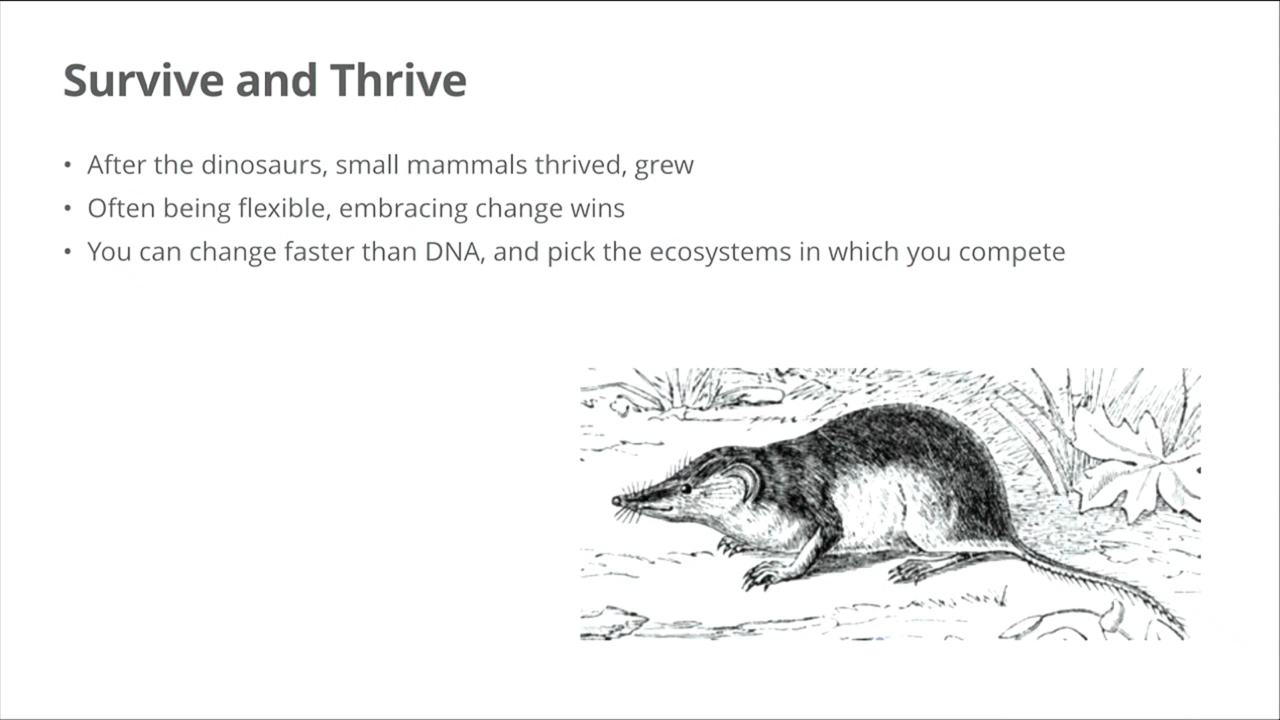 Survive and Thrive
• After the dinosaurs, small mammals thrived, grew
• Often being flexible, embracing change wins
• You can change faster than DNA, and pick the ecosystems in which you compete